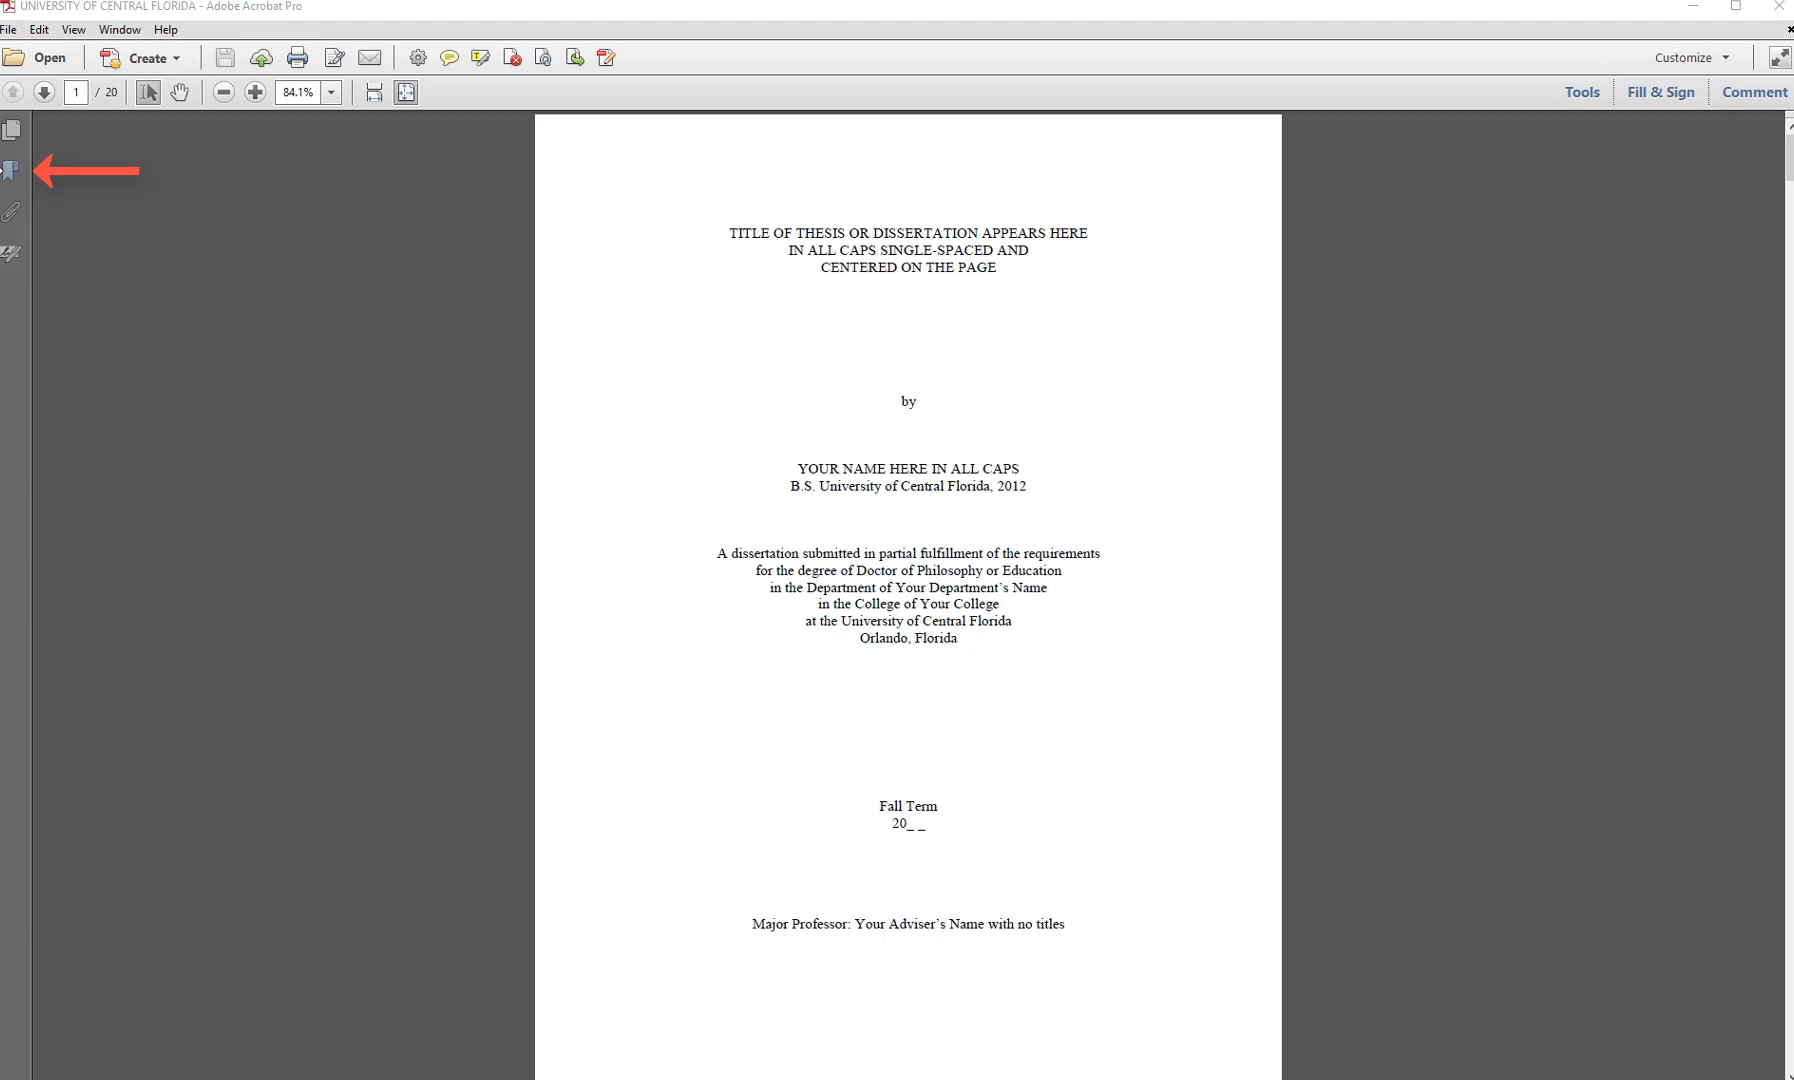 UNIVERSITY OF CENTRAL FLORIDA - Adobe Acrobat Pro
File Edit View Window Help
Open Create Customize
1 / 20 84.1% Tools Fill & Sign Comment
TITLE OF THESIS OR DISSERTATION APPEARS HERE
IN ALL CAPS SINGLE-SPACED AND
CENTERED ON THE PAGE
by
YOUR NAME HERE IN ALL CAPS
B.S. University of Central Florida, 2012
A dissertation submitted in partial fulfillment of the requirements
for the degree of Doctor of Philosophy or Education
in the Department of Your Department’s Name
in the College of Your College
at the University of Central Florida
Orlando, Florida
Fall Term
20_ _
Major Professor: Your Adviser’s Name with no titles